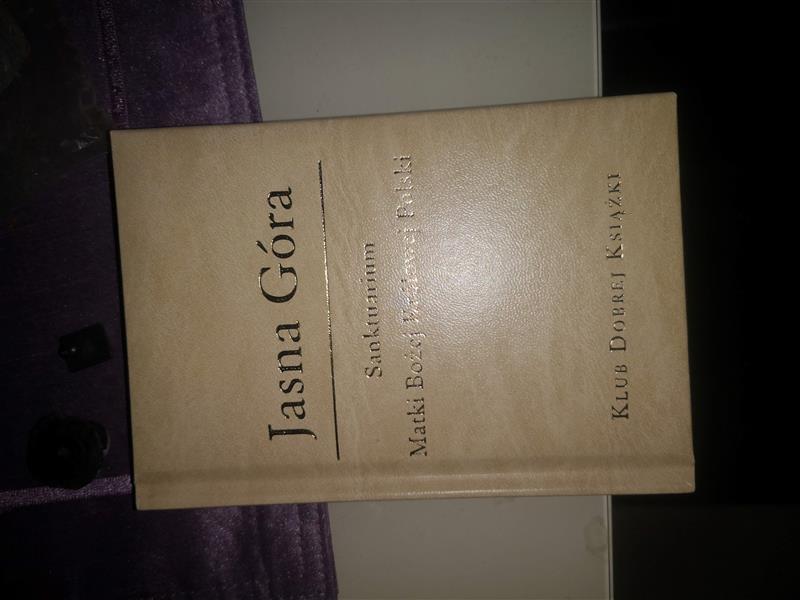 Jasna Góra
Sanktuarium
Matki Bożej Królowej Polski
KLUB DOBREJ KSIĄŻKI